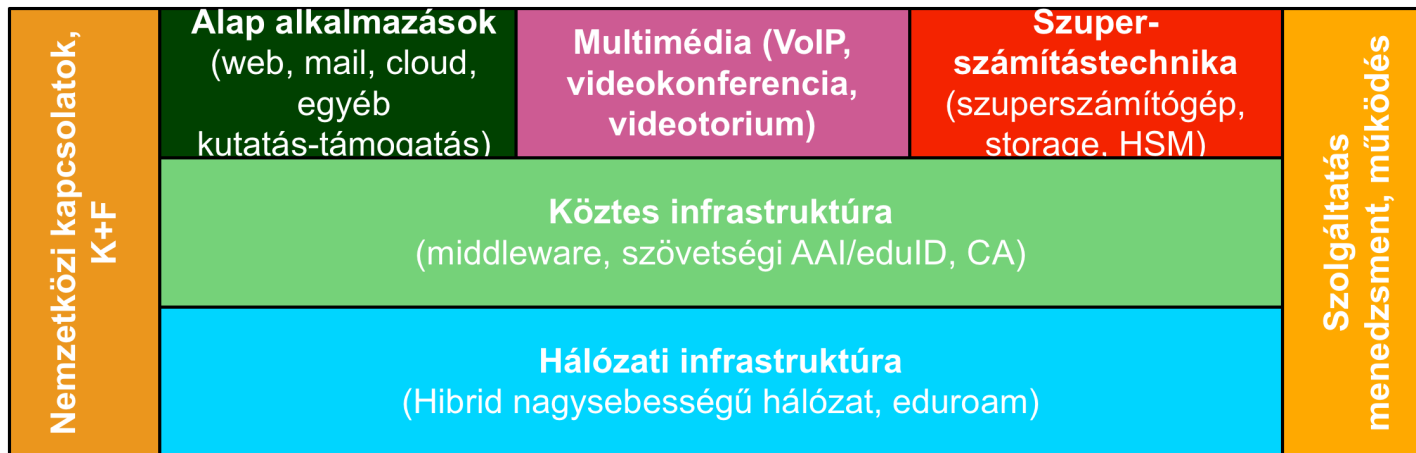 Nemzetközi kapcsolatok,
K+F
Alap alkalmazások
(web, mail, cloud,
egyéb
kutatás-támogatás)
Multimédia (VoIP,
videokonferencia,
videotorium)
Szuper-
számítástechnika
(szuperszámítógép,
storage, HSM)
Köztes infrastruktúra
(middleware, szövetségi AAI/eduID, CA)
Hálózati infrastruktúra
(Hibrid nagysebességű hálózat, eduroam)
Szolgáltatás
menedzsment, működés